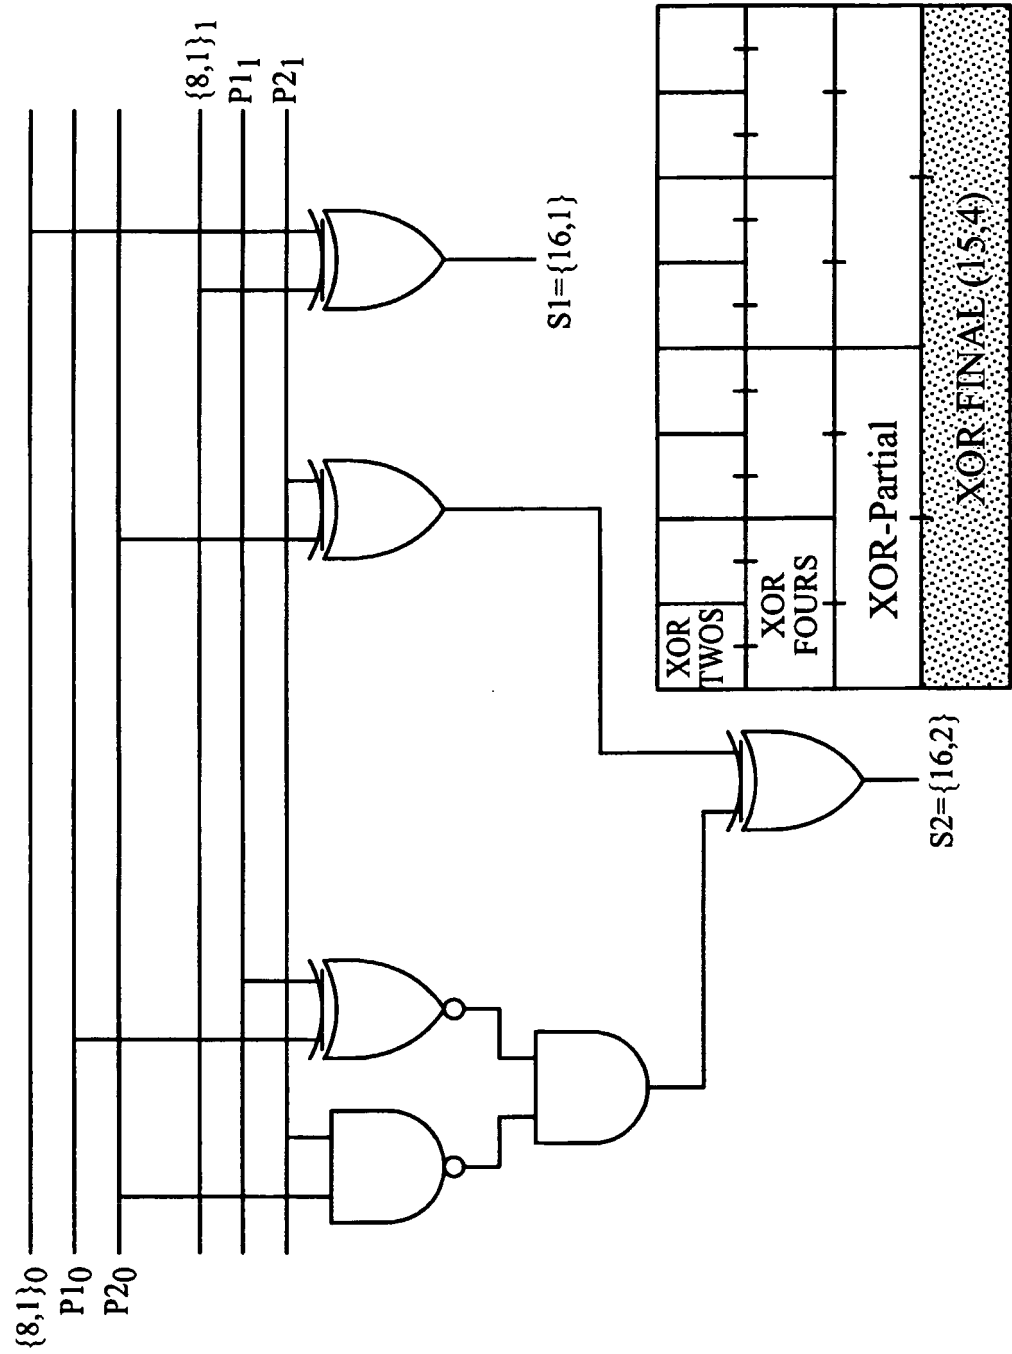 {8,1}0
P10
P20
{8,1}1
P11
P21
S1={16,1}
S2={16,2}
XOR
TWOS
XOR
FOURS
XOR-Partial
XOR FINAL (15,4)